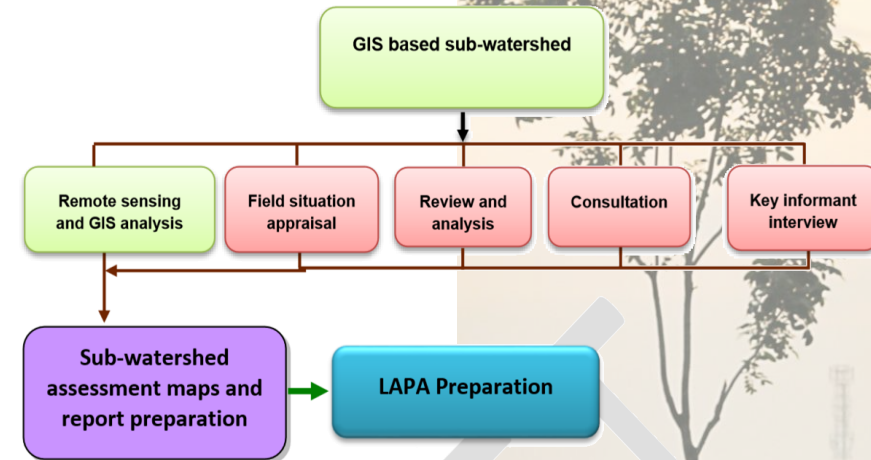 GIS based sub-watershed
Remote sensing
and GIS analysis
Field situation
appraisal
Review and
analysis
Consultation
Key informant
interview
Sub-watershed
assessment maps and
report preparation
LAPA Preparation